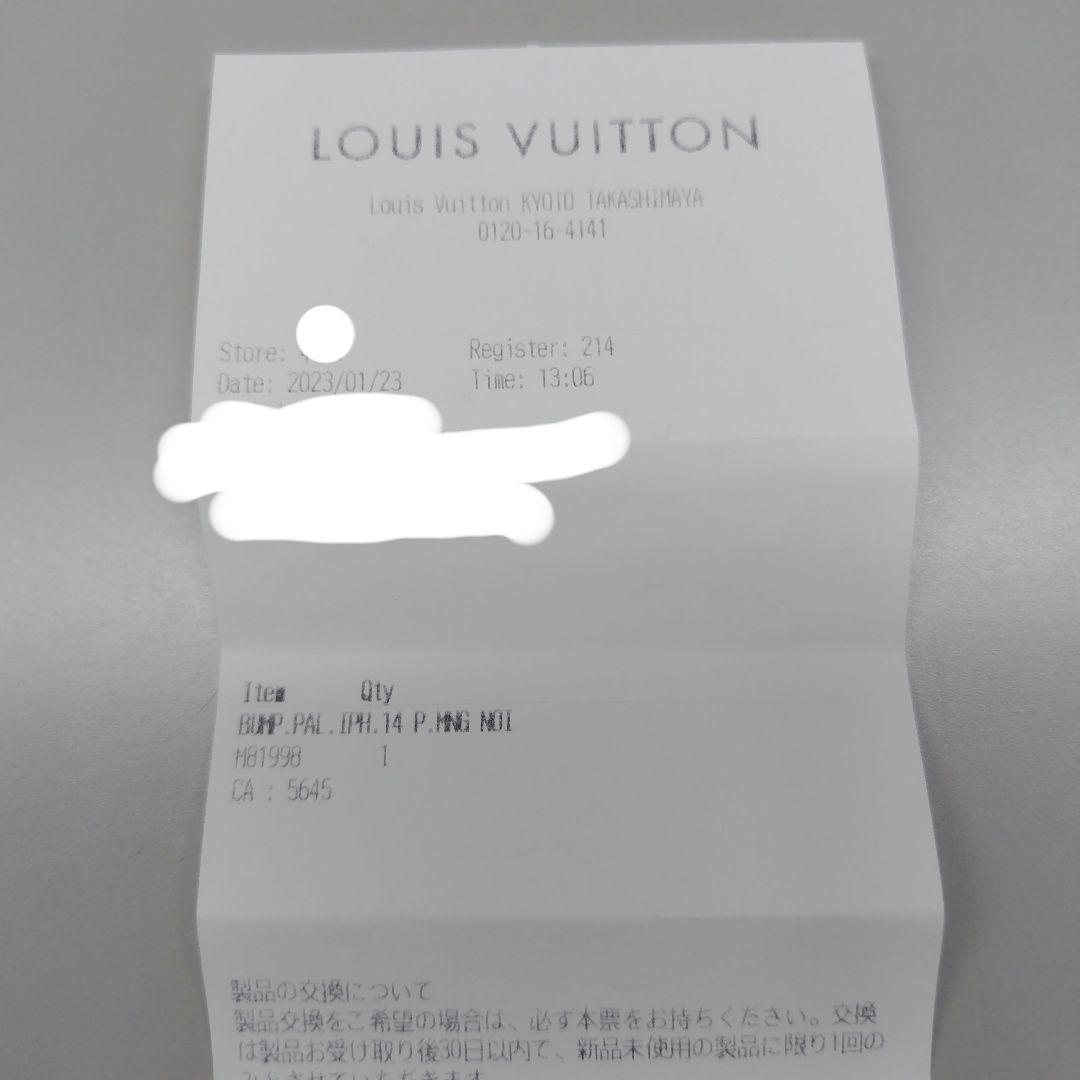 LOUIS VUITTON
Louis Vuitton KYOTO TAKASHIMAYA
0120-16-4141
Store: Register: 214
Date: 2023/01/23 Time: 13:06
Item Qty
BUMP.PAL.IPH.14 P.MNG NOI
M81998 1
CA : 5645
製品の交換について
製品交換をご希望の場合は、必ず本票をお持ちください。交換
は製品お受け取り後30日以内で、新品未使用の製品に限り1回の